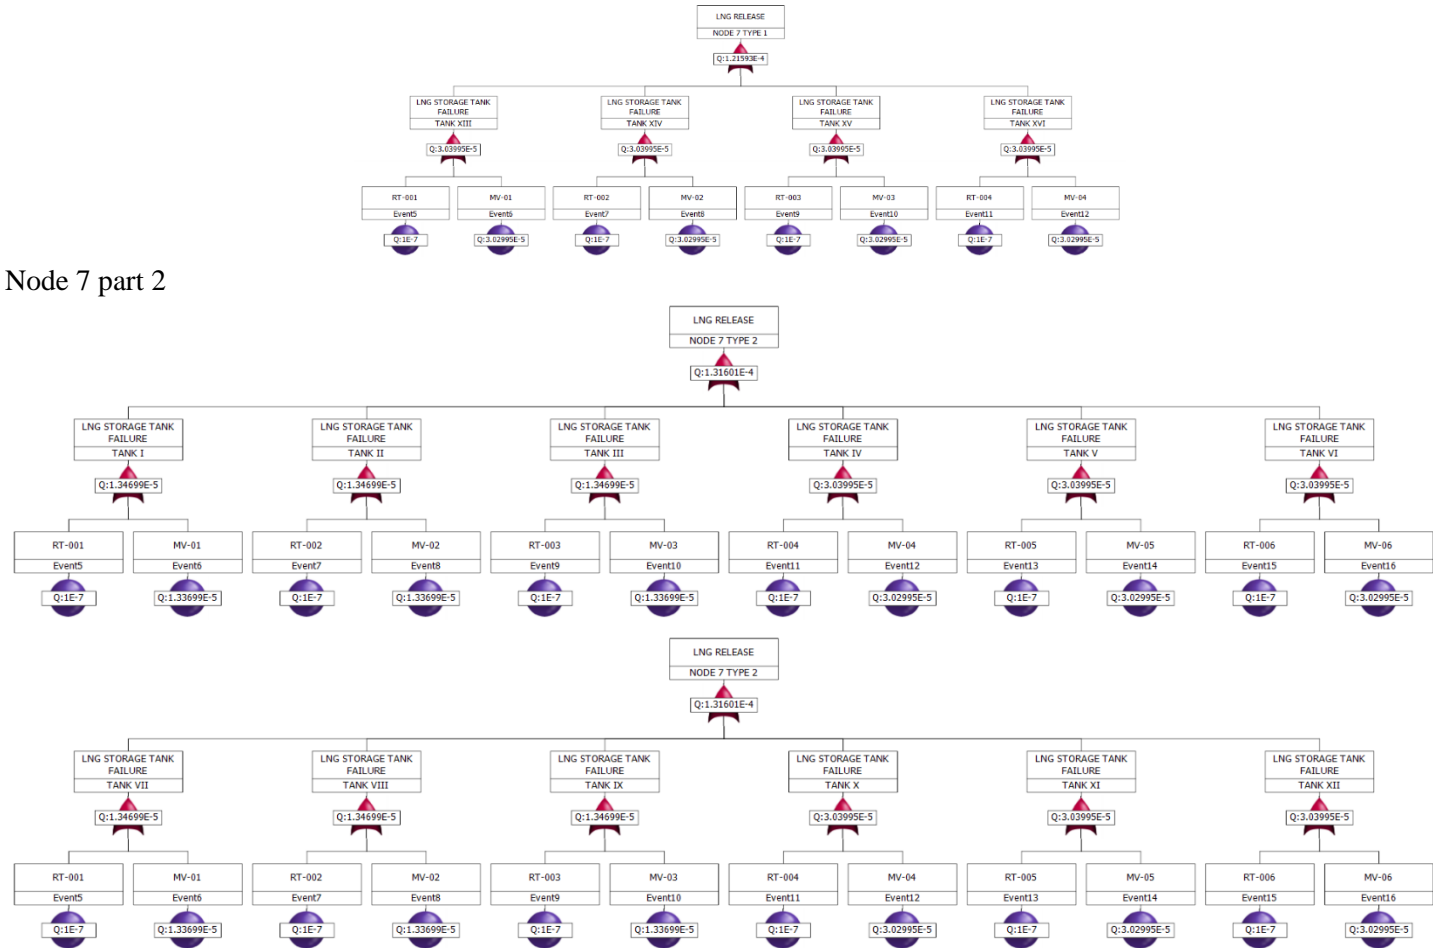 LNG RELEASE
NODE 7 TYPE 1
Q:1.21593E-4
LNG STORAGE TANK FAILURE TANK XIII
LNG STORAGE TANK FAILURE TANK XIV
LNG STORAGE TANK FAILURE TANK XV
LNG STORAGE TANK FAILURE TANK XVI
Q:3.03995E-5 Q:3.03995E-5 Q:3.03995E-5 Q:3.03995E-5
RT-001 MV-01 RT-002 MV-02 RT-003 MV-03 RT-004 MV-04
Event5 Event6 Event7 Event8 Event9 Event10 Event11 Event12
Q:1E-7 Q:3.02995E-5 Q:1E-7 Q:3.02995E-5 Q:1E-7 Q:3.02995E-5 Q:1E-7 Q:3.02995E-5
Node 7 part 2
LNG RELEASE
NODE 7 TYPE 2
Q:1.31601E-4
LNG STORAGE TANK LNG STORAGE TANK LNG STORAGE TANK LNG STORAGE TANK LNG STORAGE TANK LNG STORAGE TANK
FAILURE FAILURE FAILURE FAILURE FAILURE FAILURE
TANK I TANK II TANK III TANK IV TANK V TANK VI
Q:1.34699E-5 Q:1.34699E-5 Q:1.34699E-5 Q:3.03995E-5 Q:3.03995E-5 Q:3.03995E-5
RT-001 MV-01 RT-002 MV-02 RT-003 MV-03 RT-004 MV-04 RT-005 MV-05 RT-006 MV-06
Event5 Event6 Event7 Event8 Event9 Event10 Event11 Event12 Event13 Event14 Event15 Event16
Q:1E-7 Q:1.33699E-5 Q:1E-7 Q:1.33699E-5 Q:1E-7 Q:1.33699E-5 Q:1E-7 Q:3.02995E-5 Q:1E-7 Q:3.02995E-5 Q:1E-7 Q:3.02995E-5
LNG RELEASE
NODE 7 TYPE 2
Q:1.31601E-4
LNG STORAGE TANK LNG STORAGE TANK LNG STORAGE TANK LNG STORAGE TANK LNG STORAGE TANK LNG STORAGE TANK
FAILURE FAILURE FAILURE FAILURE FAILURE FAILURE
TANK VII TANK VIII TANK IX TANK X TANK XI TANK XII
Q:1.34699E-5 Q:1.34699E-5 Q:1.34699E-5 Q:3.03995E-5 Q:3.03995E-5 Q:3.03995E-5
RT-001 MV-01 RT-002 MV-02 RT-003 MV-03 RT-004 MV-04 RT-005 MV-05 RT-006 MV-06
Event5 Event6 Event7 Event8 Event9 Event10 Event11 Event12 Event13 Event14 Event15 Event16
Q:1E-7 Q:1.33699E-5 Q:1E-7 Q:1.33699E-5 Q:1E-7 Q:1.33699E-5 Q:1E-7 Q:3.02995E-5 Q:1E-7 Q:3.02995E-5 Q:1E-7 Q:3.02995E-5